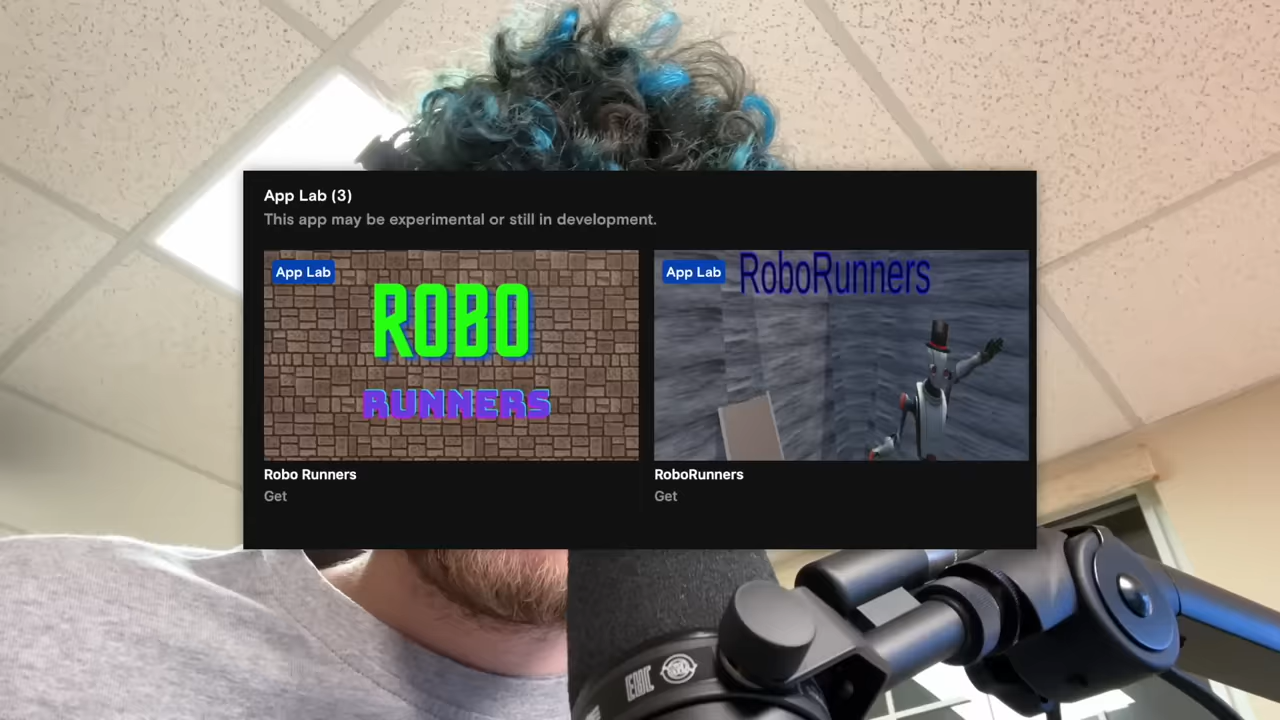 App Lab (3)
This app may be experimental or still in development.
App Lab
ROBO
RUNNERS
App Lab
RoboRunners
Robo Runners
Get
RoboRunners
Get